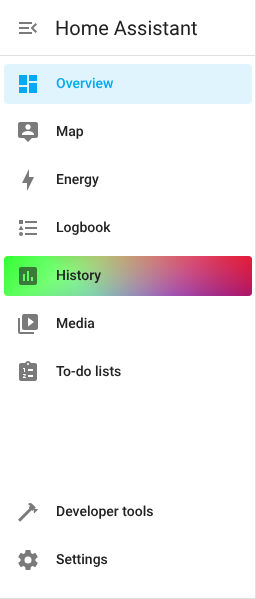 Home Assistant
Overview
Map
Energy
Logbook
History
Media
To-do lists
Developer tools
Settings